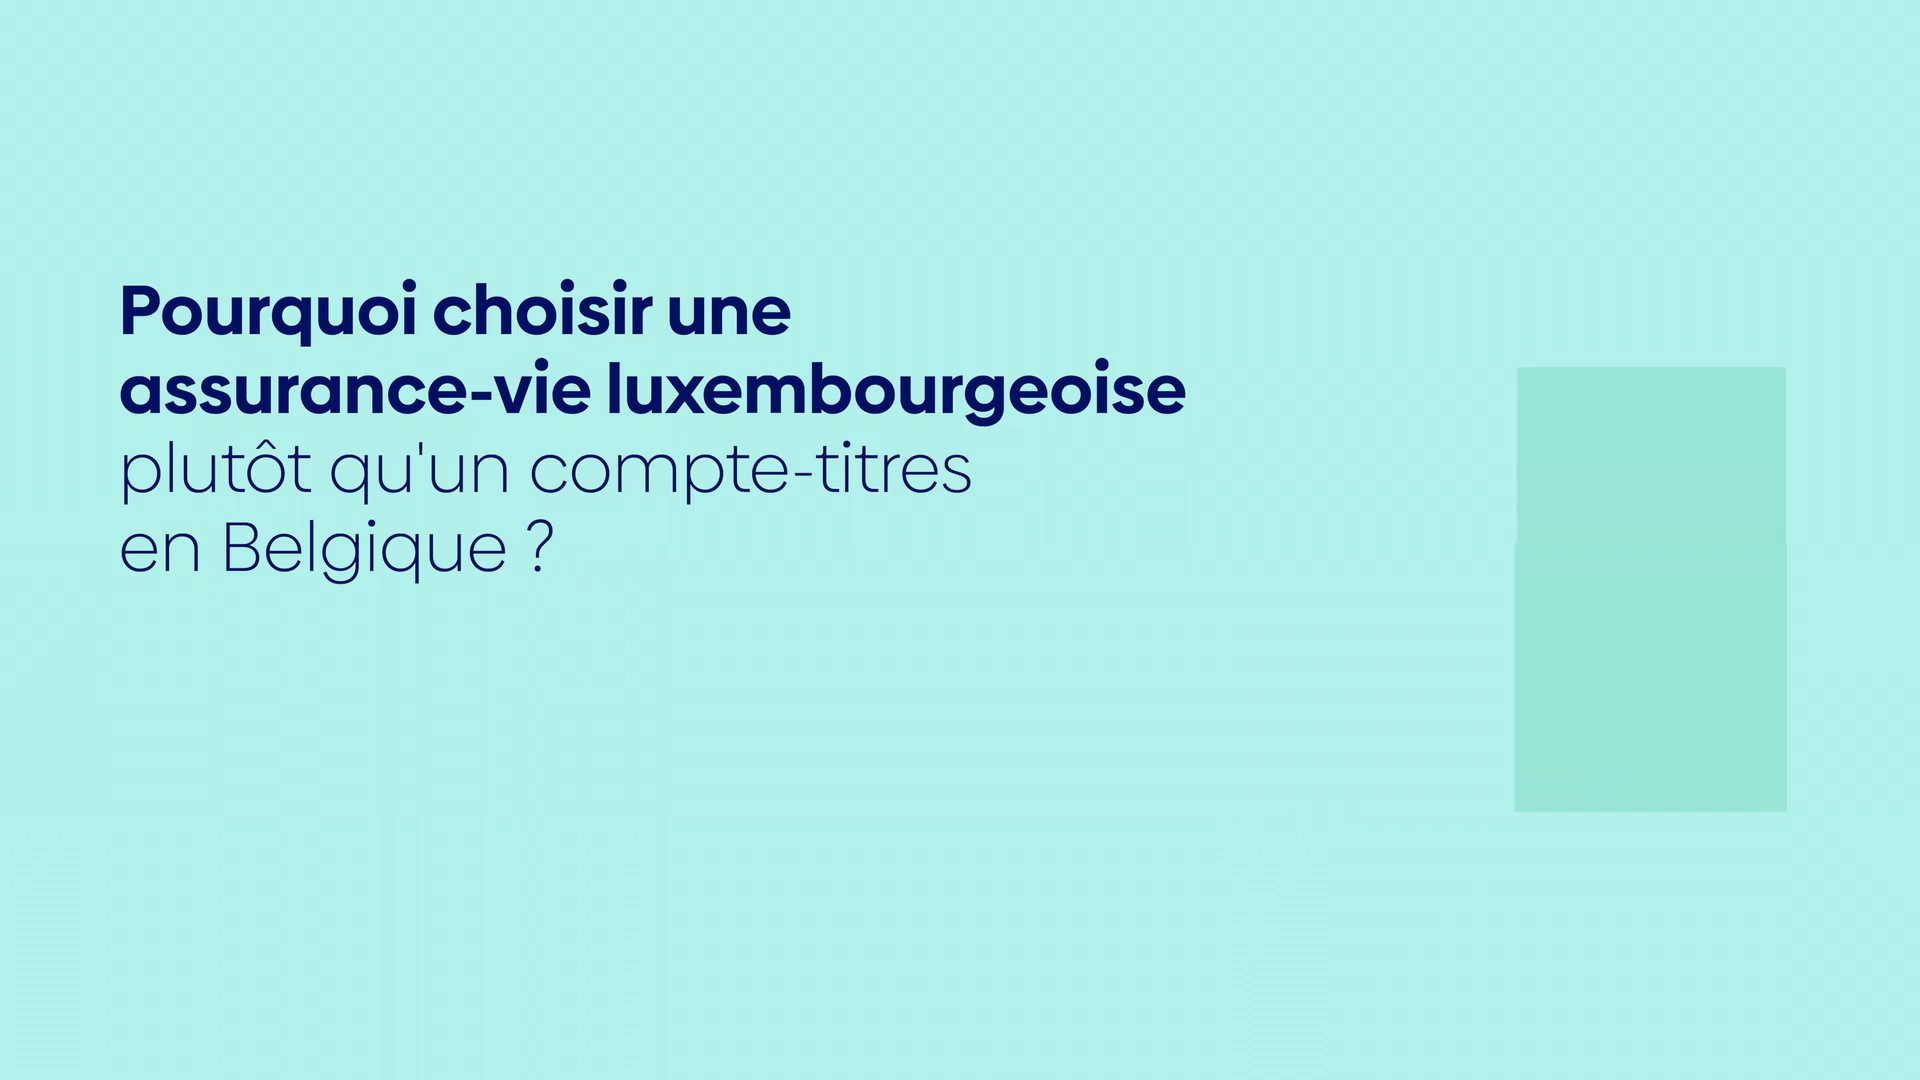 Pourquoi choisir une
assurance-vie luxembourgeoise
plutôt qu'un compte-titres
en Belgique ?